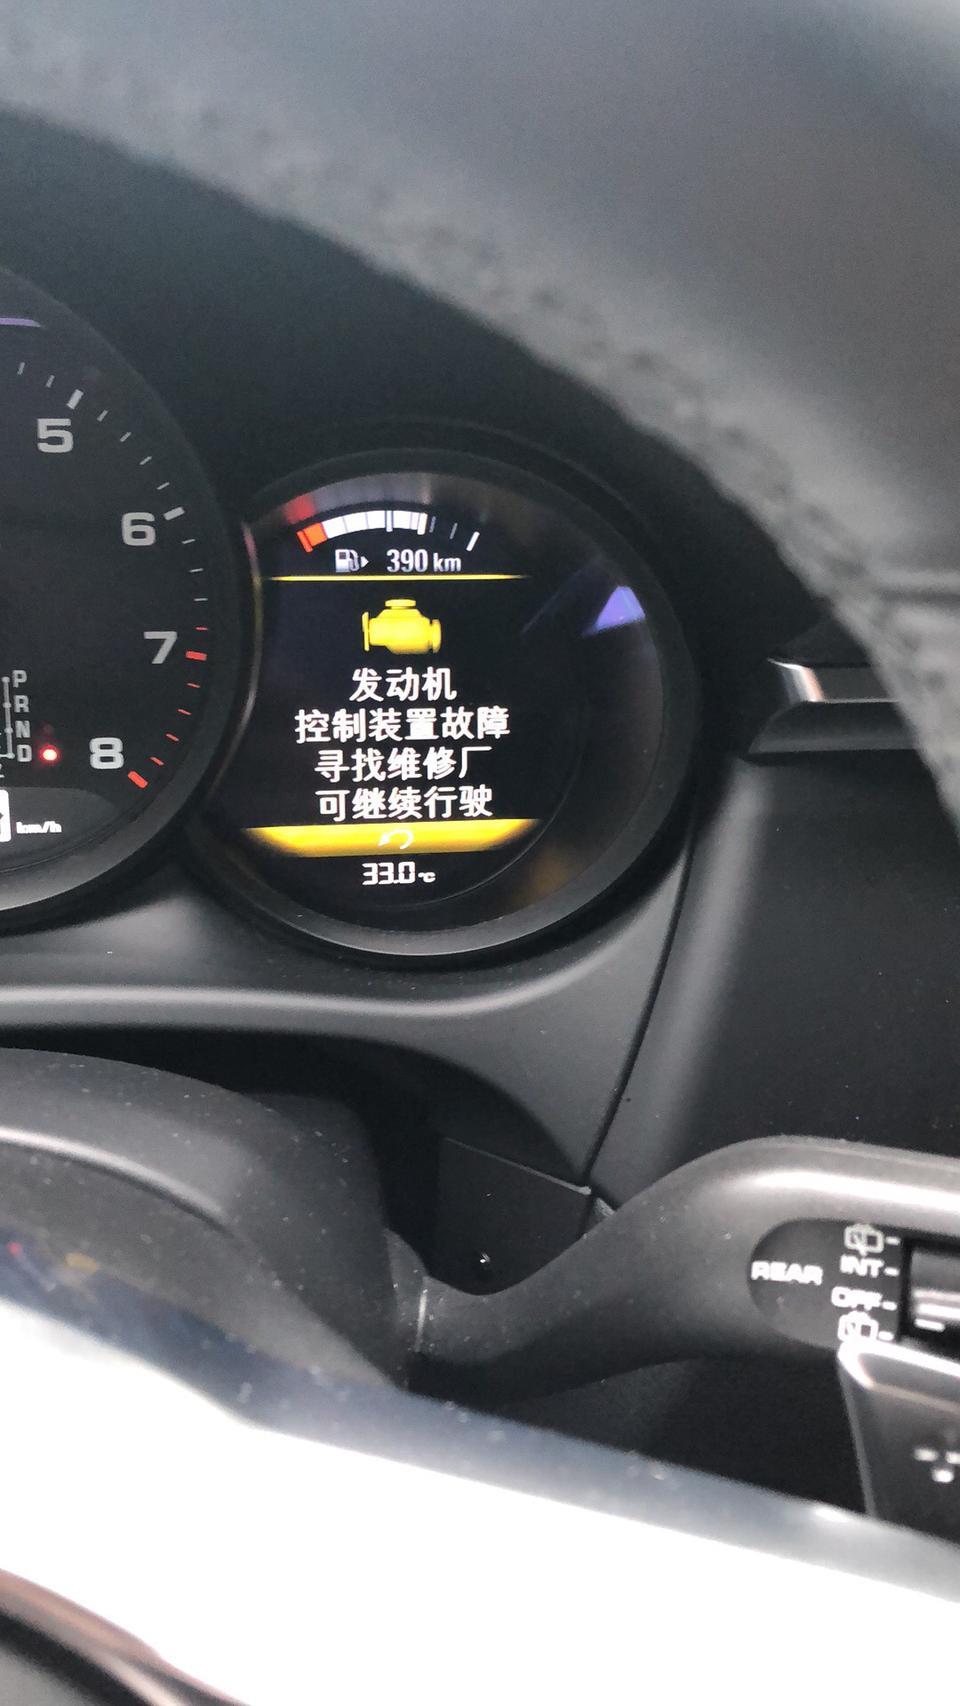 5
6
7
8
P
R
N
D
km/h
390 km
发动机
控制装置故障
寻找维修厂
可继续行驶
33.0 °C
REAR
INT
OFF